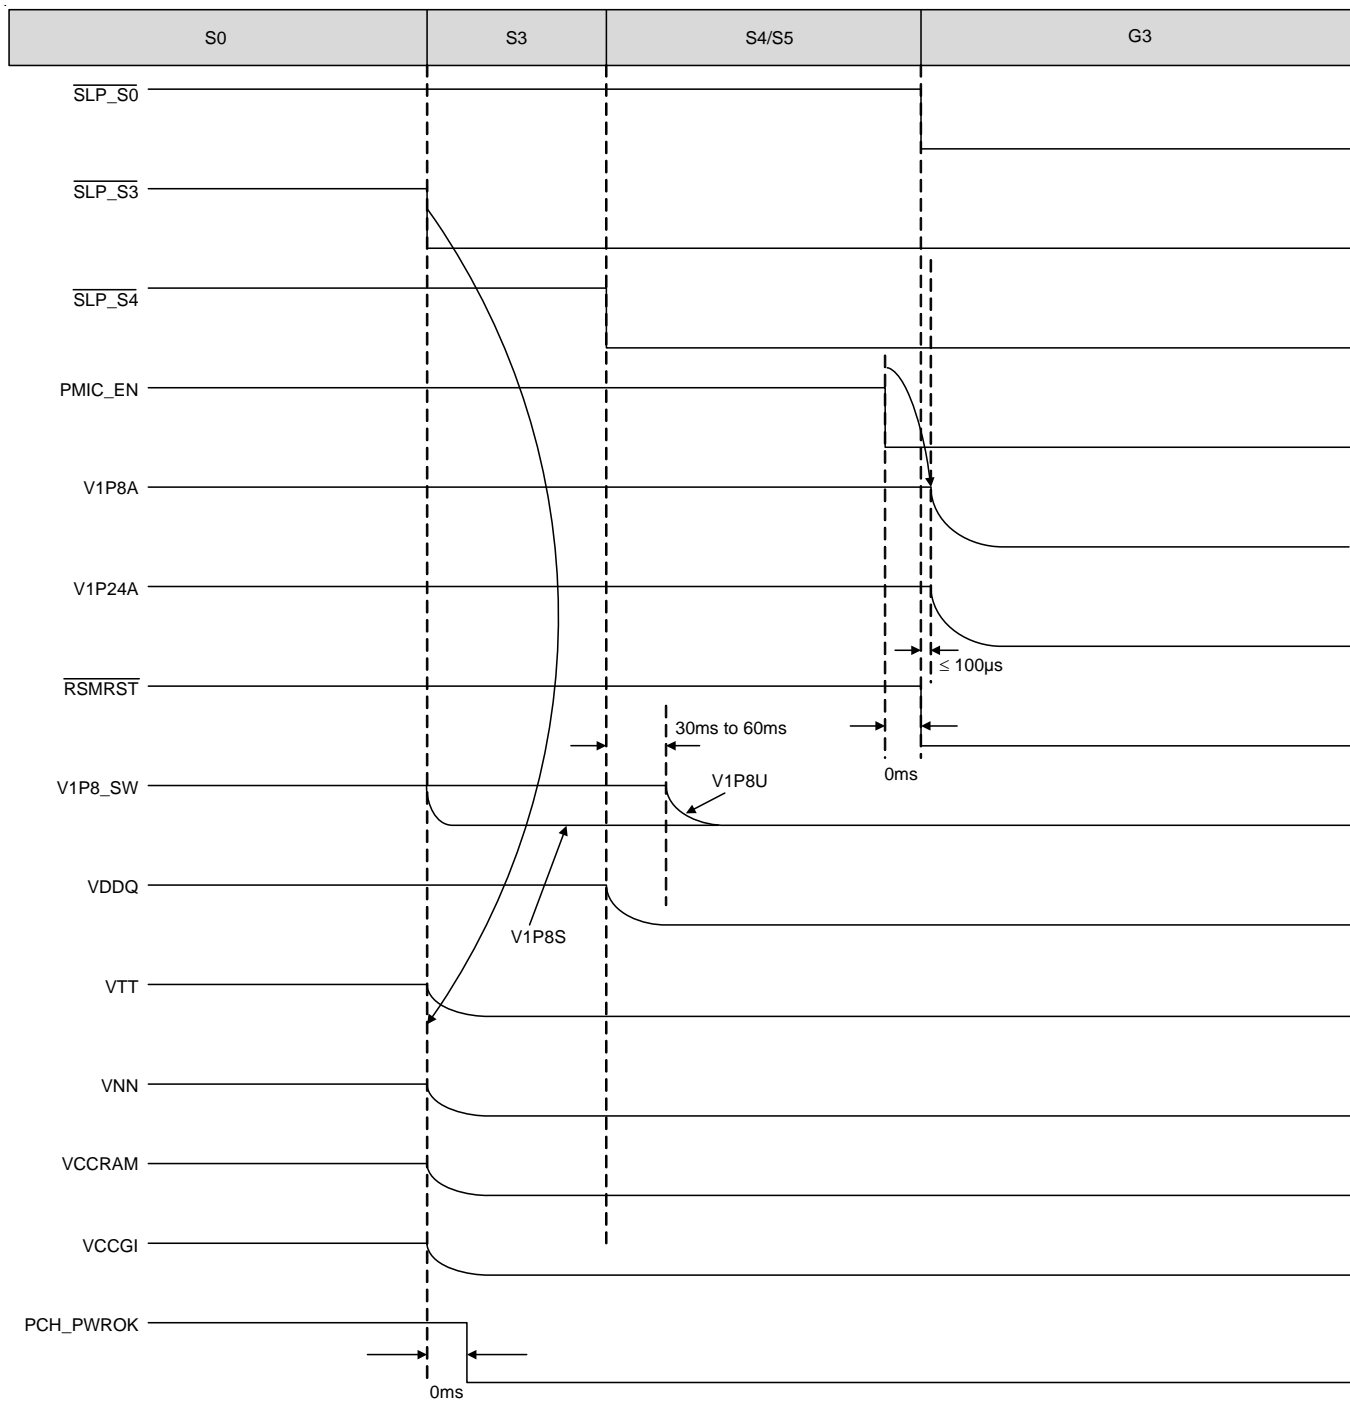 S0 S3 S4/S5 G3
SLP_S0
SLP_S3
SLP_S4
PMIC_EN
V1P8A
V1P24A
≤ 100µs
RSMRST
30ms to 60ms
0ms
V1P8_SW
V1P8U
VDDQ
V1P8S
VTT
VNN
VCCRAM
VCCGI
PCH_PWROK
0ms